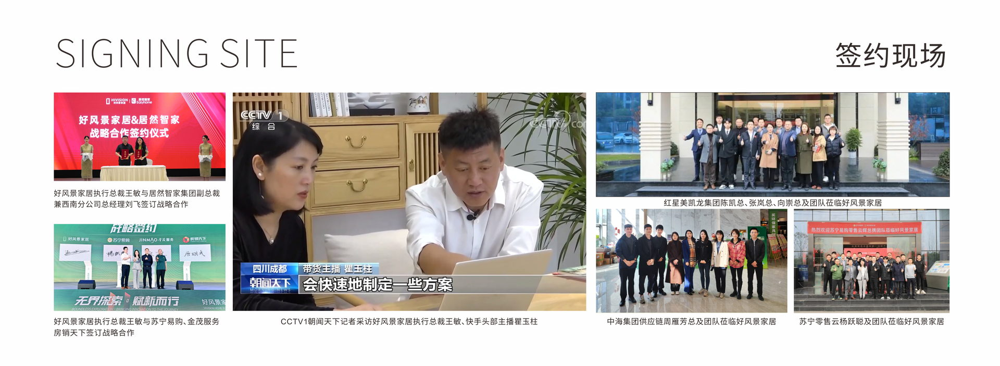 SIGNING SITE
签约现场
HIVISION
好风景家居
居然智家
Easyhome
好风景家居&居然智家
战略合作签约仪式
好风景家居执行总裁王敏与居然智家集团副总裁
兼西南分公司总经理刘飞签订战略合作
战略签约
好风景家居
苏宁易购
JINMAO 金茂服务
房销天下
无界探索 赋新而行
BOUNDLESS EXPLORATION · BRINGING INNOVATION TO THE JOURNEY
好风景家
好风景家居执行总裁王敏与苏宁易购、金茂服务
房销天下签订战略合作
CCTV 1
综合
CCTV
.com
四川成都
带货主播 瞿玉柱
朝闻天下
MORNING NEWS
会快速地制定一些方案
CCTV1朝闻天下记者采访好风景家居执行总裁王敏、快手头部主播瞿玉柱
红星美凯龙集团陈凯总、张岚总、向崇总及团队莅临好风景家居
买环保家具
中海集团供应链周雁芳总及团队莅临好风景家居
热烈欢迎苏宁易购零售云辉总携团队莅临好风景家居
苏宁零售云杨跃聪及团队莅临好风景家居